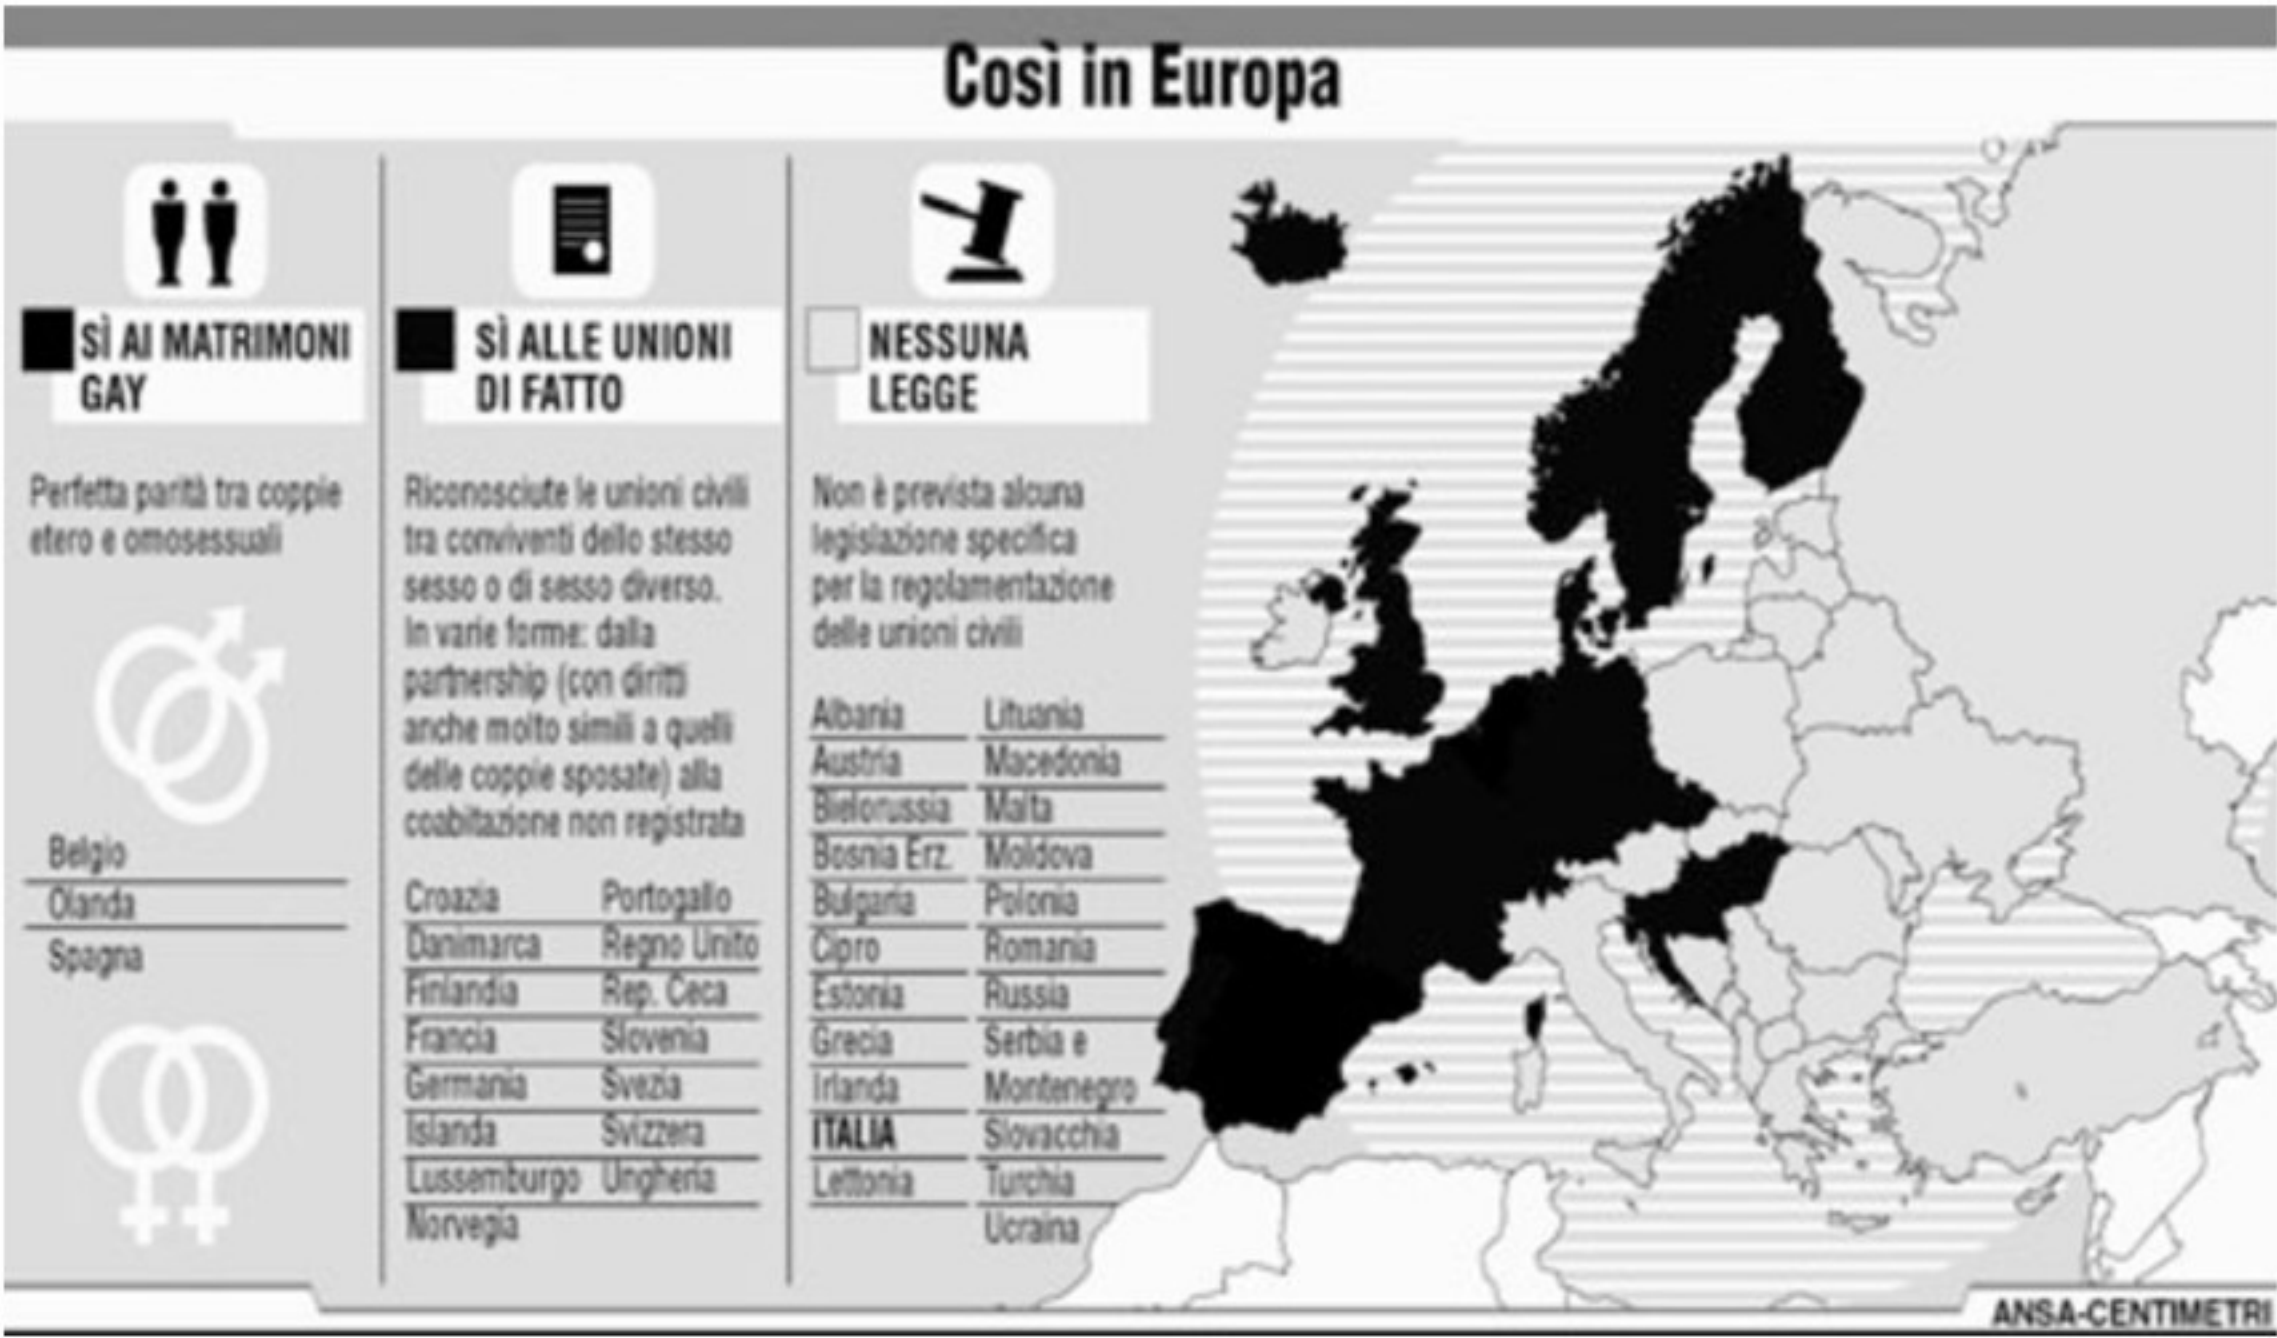 Così in Europa
SÌ AI MATRIMONI
GAY
Perfetta parità tra coppie
etero e omosessuali
Belgio
Olanda
Spagna
SÌ ALLE UNIONI
DI FATTO
Riconosciute le unioni civili
tra conviventi dello stesso
sesso o di sesso diverso.
In varie forme: dalla
partnership (con diritti
anche molto simili a quelli
delle coppie sposate) alla
coabitazione non registrata
Croazia
Danimarca
Finlandia
Francia
Germania
Islanda
Lussemburgo
Norvegia
Portogallo
Regno Unito
Rep. Ceca
Slovenia
Svezia
Svizzera
Ungheria
NESSUNA
LEGGE
Non è prevista alcuna
legislazione specifica
per la regolamentazione
delle unioni civili
Albania
Austria
Bielorussia
Bosnia Erz.
Bulgaria
Cipro
Estonia
Grecia
Irlanda
ITALIA
Lettonia
Lituania
Macedonia
Malta
Moldova
Polonia
Romania
Russia
Serbia e
Montenegro
Slovacchia
Turchia
Ucraina
ANSA-CENTIMETRI